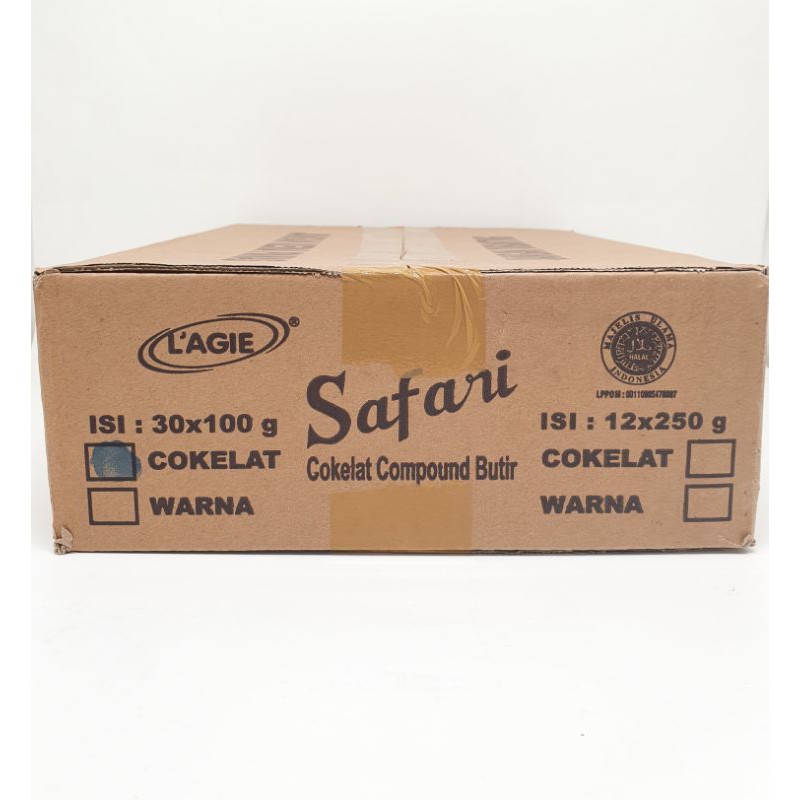 L'AGIE®
MAJELIS ULAMA
HALAL
INDONESIA
Safari
Cokelat Compound Butir
ISI : 30x100 g
COKELAT
WARNA
ISI : 12x250 g
COKELAT
WARNA